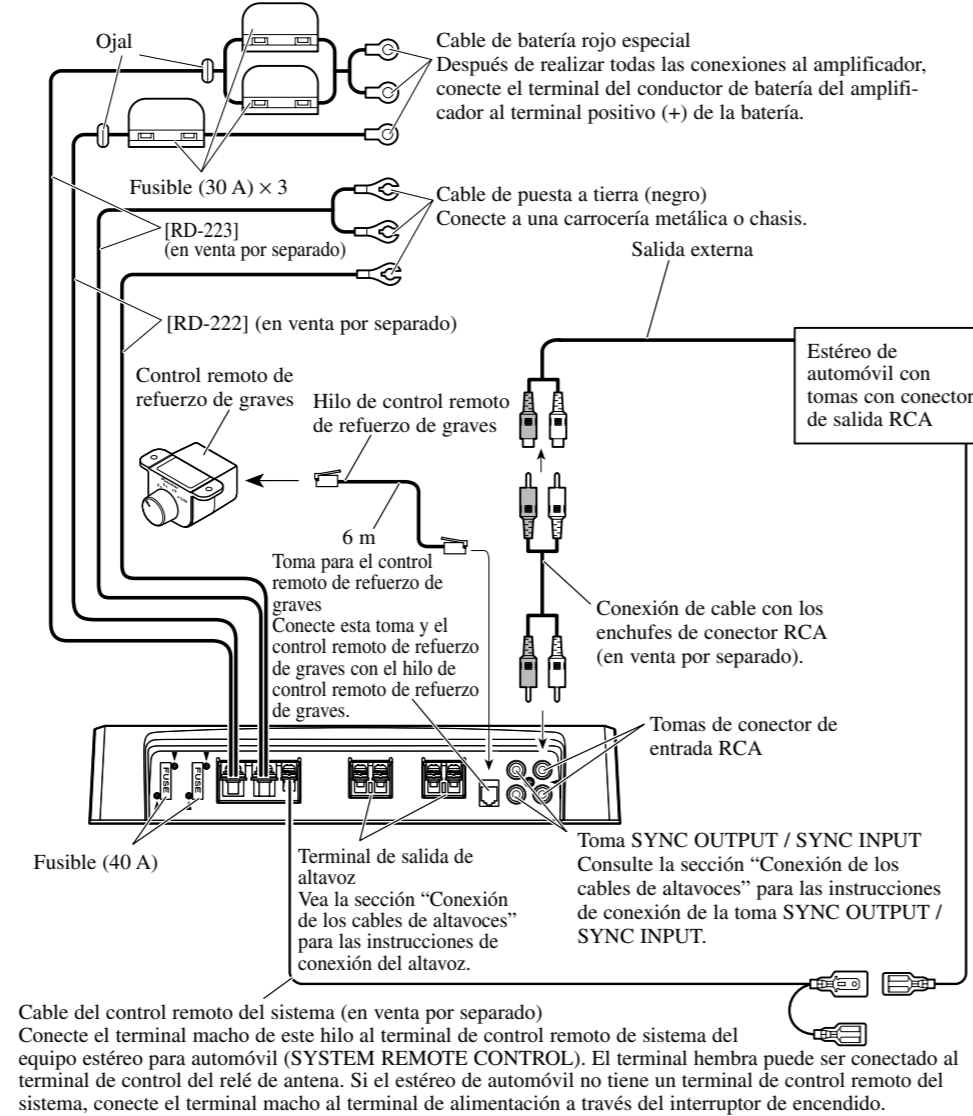 Ojal
Cable de batería rojo especial
Después de realizar todas las conexiones al amplificador,
conecte el terminal del conductor de batería del amplifi-
cador al terminal positivo (+) de la batería.
Fusible (30 A) × 3
Cable de puesta a tierra (negro)
Conecte a una carrocería metálica o chasis.
[RD-223]
(en venta por separado)
Salida externa
[RD-222] (en venta por separado)
Estéreo de
automóvil con
tomas con conector
de salida RCA
Control remoto de
refuerzo de graves
Hilo de control remoto
de refuerzo de graves
6 m
Toma para el control
remoto de refuerzo de
graves
Conecte esta toma y el
control remoto de refuerzo
de graves con el hilo de
control remoto de refuerzo
de graves.
Conexión de cable con los
enchufes de conector RCA
(en venta por separado).
Tomas de conector de
entrada RCA
FUSE
FUSE
Fusible (40 A)
Terminal de salida de
altavoz
Vea la sección “Conexión
de los cables de altavoces”
para las instrucciones de
conexión del altavoz.
Toma SYNC OUTPUT / SYNC INPUT
Consulte la sección “Conexión de los
cables de altavoces” para las instrucciones
de conexión de la toma SYNC OUTPUT /
SYNC INPUT.
Cable del control remoto del sistema (en venta por separado)
Conecte el terminal macho de este hilo al terminal de control remoto de sistema del
equipo estéreo para automóvil (SYSTEM REMOTE CONTROL). El terminal hembra puede ser conectado al
terminal de control del relé de antena. Si el estéreo de automóvil no tiene un terminal de control remoto del
sistema, conecte el terminal macho al terminal de alimentación a través del interruptor de encendido.